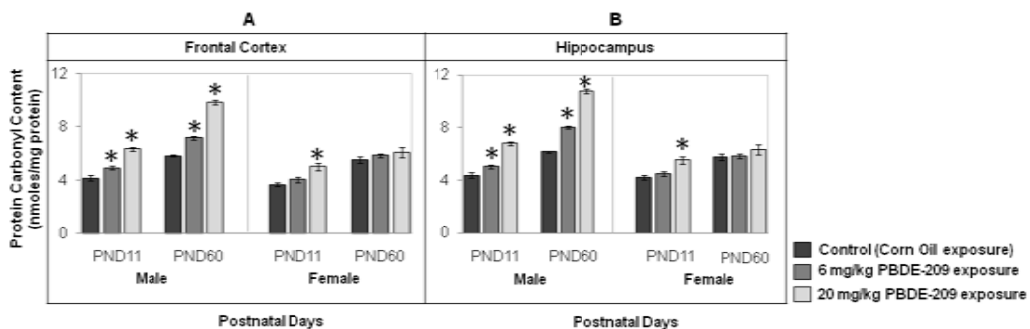 A
B
Frontal Cortex
Hippocampus
Protein Carbonyl Content
(nmoles/mg protein)
12
8
4
0
* * * * *
PND11 PND60 PND11 PND60
Male Female
12
8
4
0
* * * * *
PND11 PND60 PND11 PND60
Male Female
Control (Corn Oil exposure)
6 mg/kg PBDE-209 exposure
20 mg/kg PBDE-209 exposure
Postnatal Days
Postnatal Days